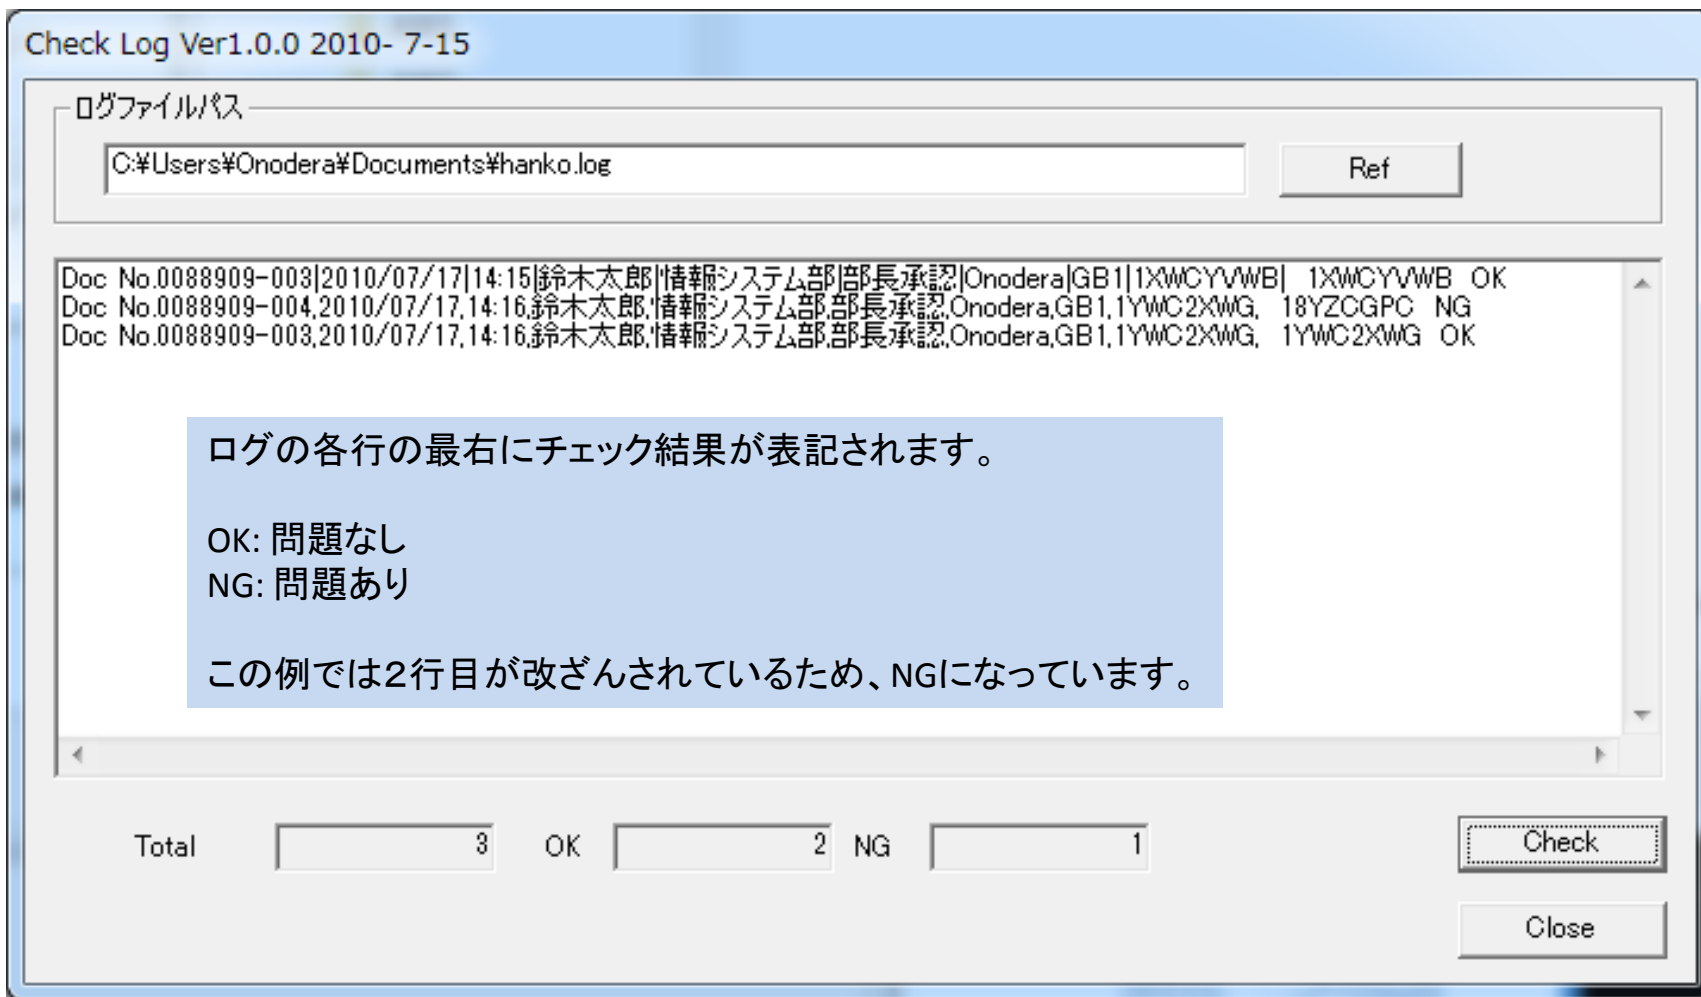 Check Log Ver1.0.0 2010- 7-15
ログファイルパス
C:¥Users¥Onodera¥Documents¥hanko.log
Ref
Doc No.0088909-003|2010/07/17|14:15|鈴木太郎|情報システム部|部長承認|Onodera|GB1|1XWCYVWB|  1XWCYVWB  OK
Doc No.0088909-004,2010/07/17,14:16,鈴木太郎,情報システム部,部長承認,Onodera,GB1,1YWC2XWG,  18YZCGPC  NG
Doc No.0088909-003,2010/07/17,14:16,鈴木太郎,情報システム部,部長承認,Onodera,GB1,1YWC2XWG,  1YWC2XWG  OK
ログの各行の最右にチェック結果が表記されます。
OK: 問題なし
NG: 問題あり
この例では２行目が改ざんされているため、NGになっています。
Total 3 OK 2 NG 1
Check
Close